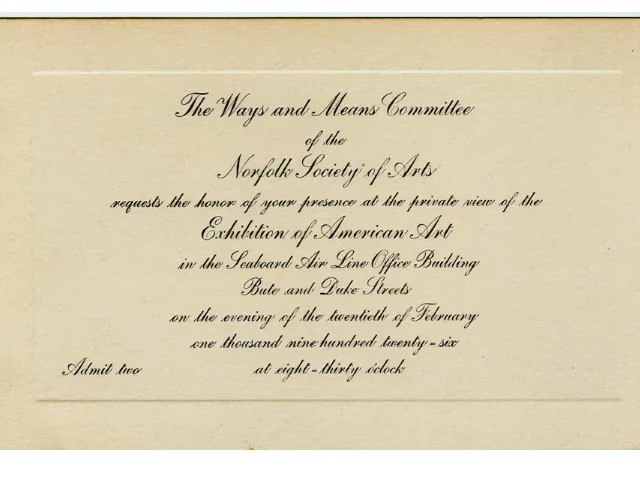 The Ways and Means Committee
of the
Norfolk Society of Arts
requests the honor of your presence at the private view of the
Exhibition of American Art
in the Seaboard Air Line Office Building
Bute and Duke Streets
on the evening of the twentieth of February
one thousand nine hundred twenty-six
at eight-thirty o'clock
Admit two